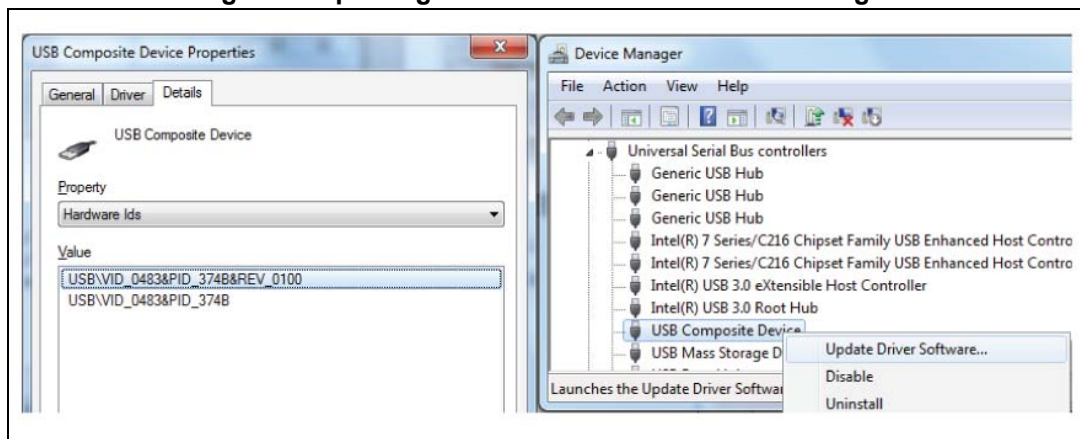 USB Composite Device Properties
General Driver Details
USB Composite Device
Property
Hardware Ids
Value
USB\VID_0483&PID_374B&REV_0100
USB\VID_0483&PID_374B
Device Manager
File Action View Help
Universal Serial Bus controllers
Generic USB Hub
Generic USB Hub
Generic USB Hub
Intel(R) 7 Series/C216 Chipset Family USB Enhanced Host Contro
Intel(R) 7 Series/C216 Chipset Family USB Enhanced Host Contro
Intel(R) USB 3.0 eXtensible Host Controller
Intel(R) USB 3.0 Root Hub
USB Composite Device
USB Mass Storage D
Update Driver Software...
Disable
Uninstall
Launches the Update Driver Softwar